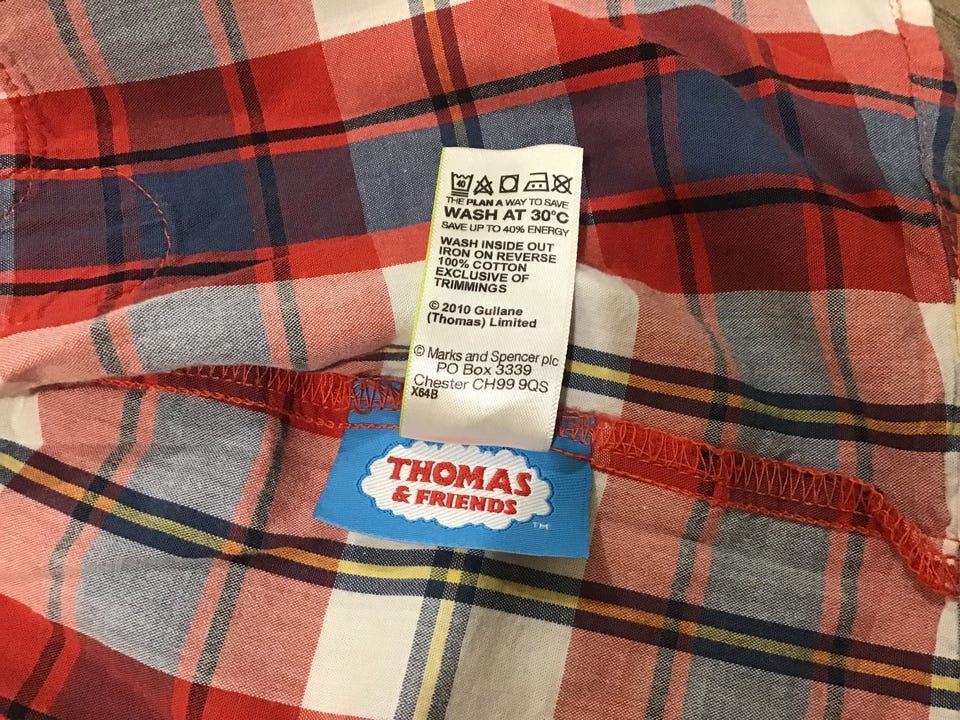 40
THE PLAN A WAY TO SAVE
WASH AT 30°C
SAVE UP TO 40% ENERGY
WASH INSIDE OUT
IRON ON REVERSE
100% COTTON
EXCLUSIVE OF
TRIMMINGS
© 2010 Gullane
(Thomas) Limited
© Marks and Spencer plc
PO Box 3339
Chester CH99 9QS
X64B
THOMAS
& FRIENDS
TM